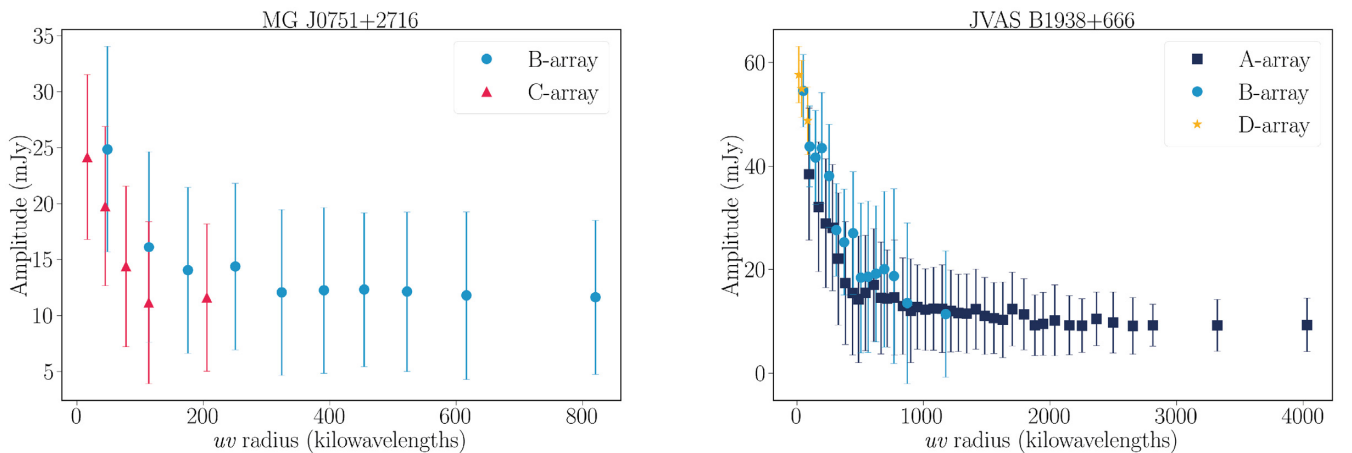 MG J0751+2716
35
30
25
20
15
10
5
Amplitude (mJy)
B-array
C-array
0 200 400 600 800
uv radius (kilowavelengths)
JVAS B1938+666
60
40
20
0
Amplitude (mJy)
A-array
B-array
D-array
0 1000 2000 3000 4000
uv radius (kilowavelengths)